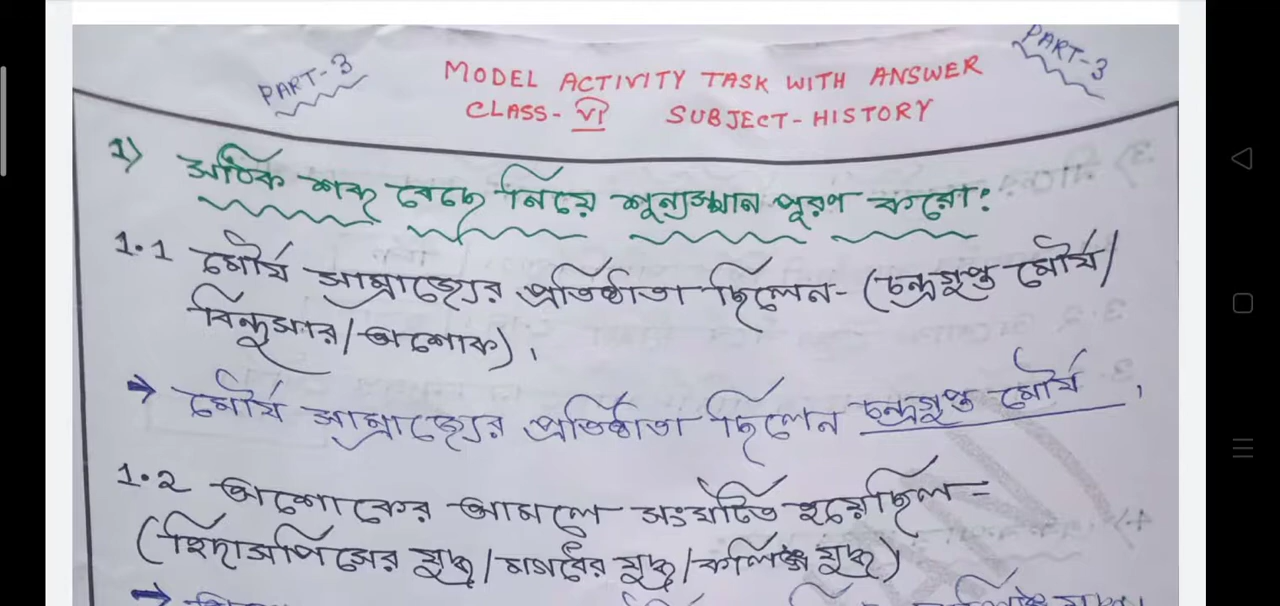 PART-3
MODEL ACTIVITY TASK WITH ANSWER
PART-3
CLASS-VI SUBJECT-HISTORY
1) সঠিক শব্দ বেছে নিয়ে শূন্যস্থান পূরণ করো:
1.1 মৌর্য সাম্রাজ্যের প্রতিষ্ঠাতা ছিলেন- (চন্দ্রগুপ্ত মৌর্য/
বিন্দুসার/অশোক)।
→ মৌর্য সাম্রাজ্যের প্রতিষ্ঠাতা ছিলেন চন্দ্রগুপ্ত মৌর্য।
1.2 অশোকের আমলে সংঘটিত হয়েছিল-
(হিদাসপিসের যুদ্ধ/মগধের যুদ্ধ/কলিঙ্গ যুদ্ধ)